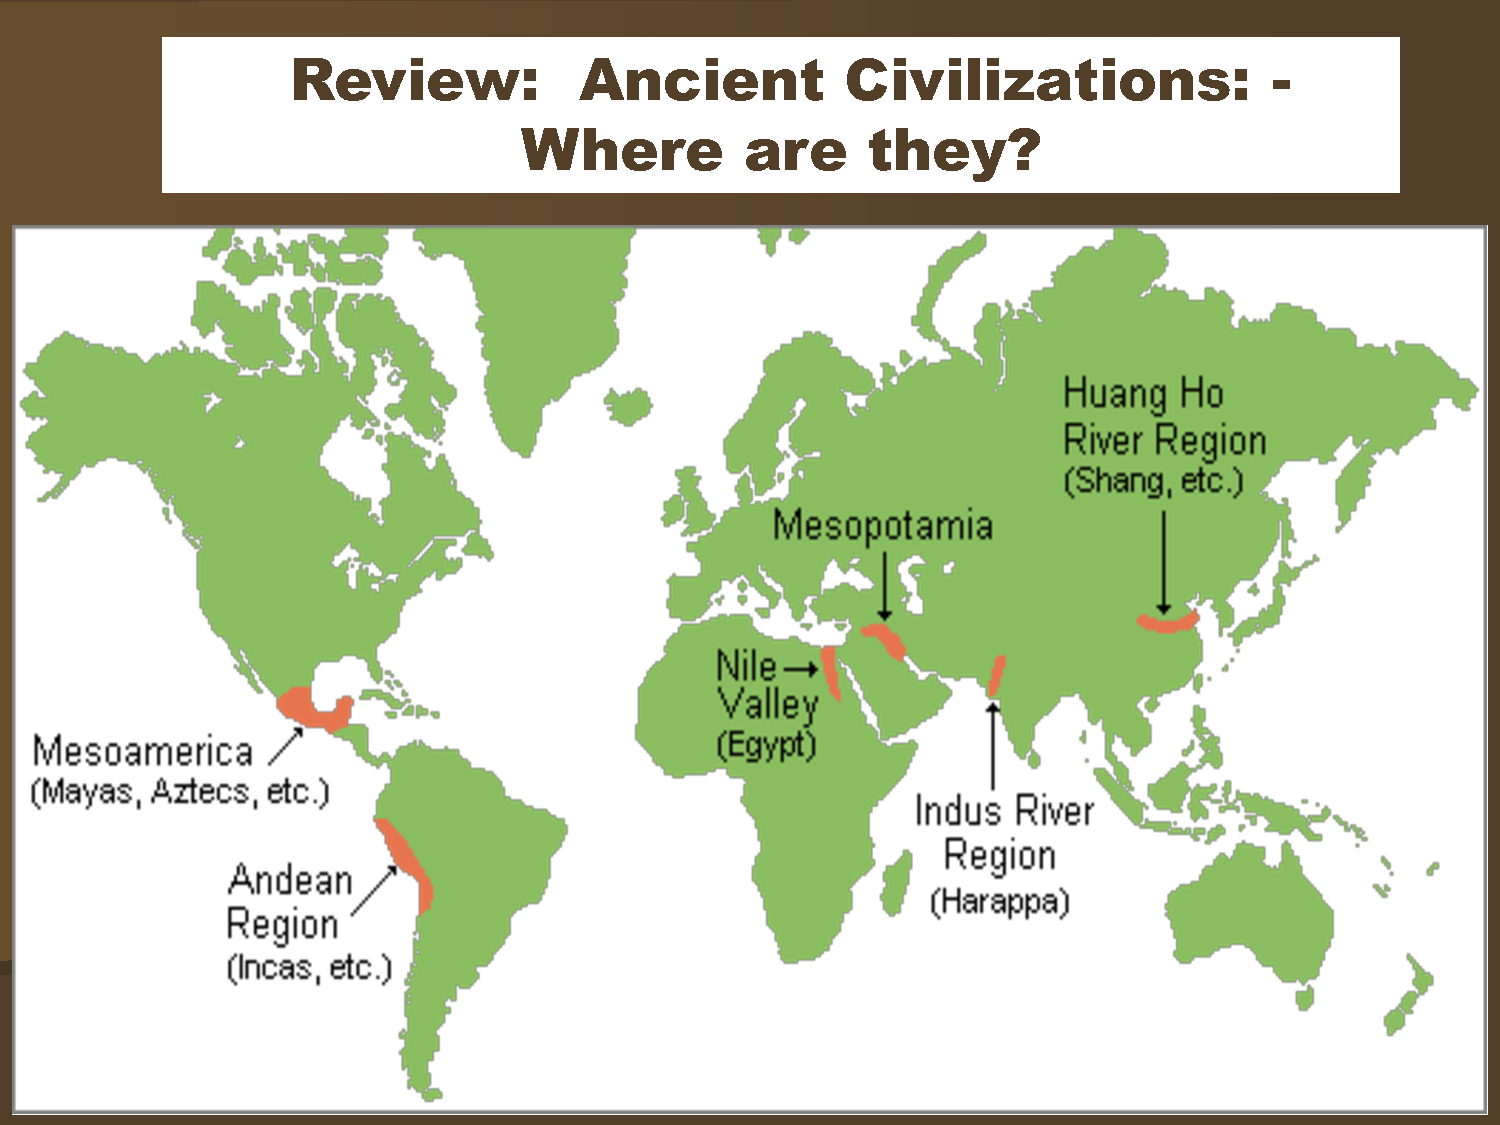 Review: Ancient Civilizations: -
Where are they?
Huang Ho
River Region
(Shang, etc.)
Mesopotamia
Nile
Valley
(Egypt)
Mesoamerica
(Mayas, Aztecs, etc.)
Indus River
Region
(Harappa)
Andean
Region
(Incas, etc.)